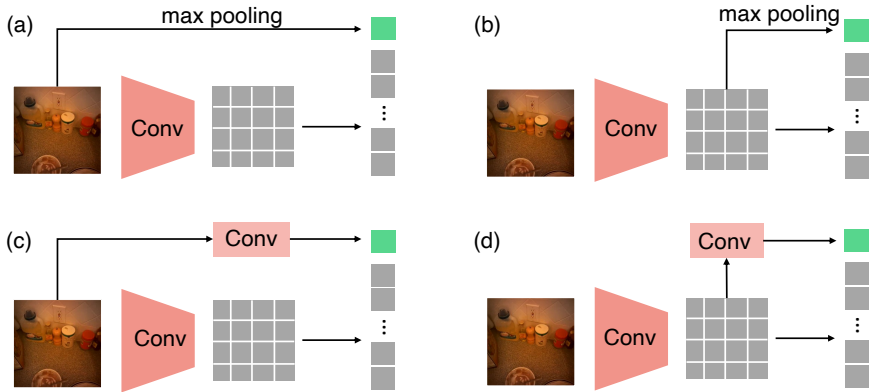 (a)
max pooling
Conv
...
(b)
max pooling
Conv
...
(c)
Conv
Conv
...
(d)
Conv
Conv
...